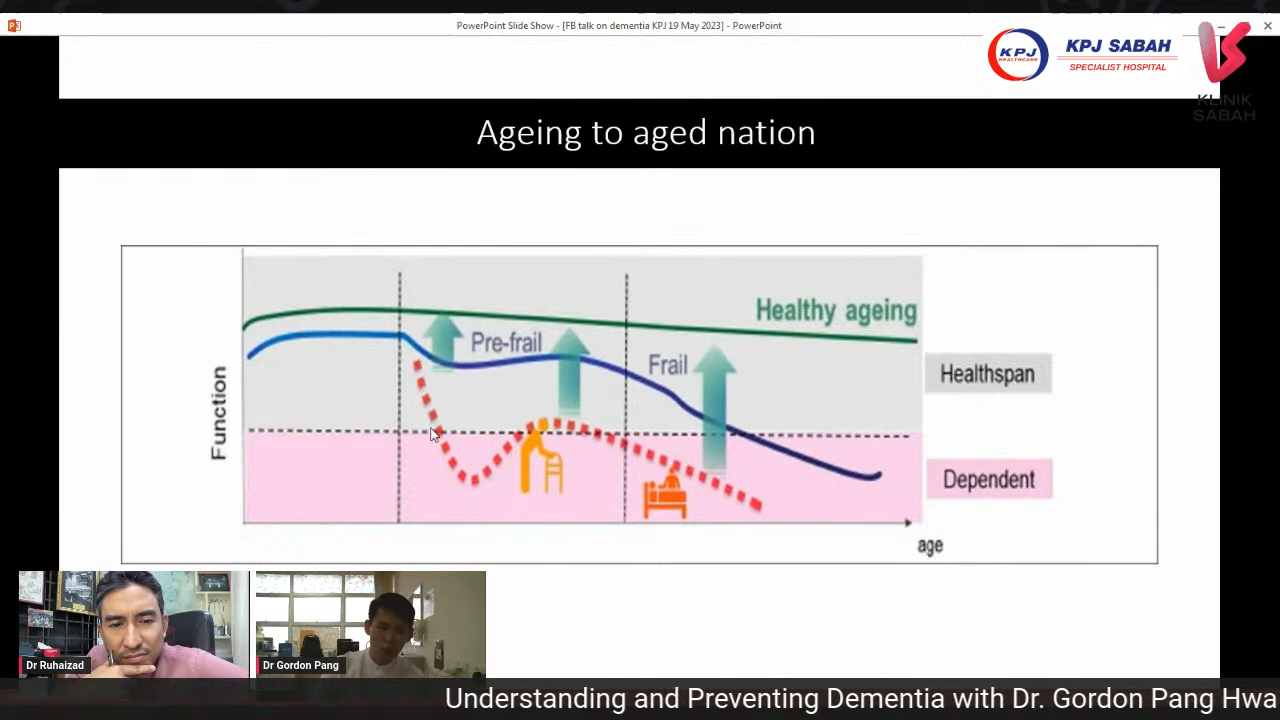 PowerPoint Slide Show - [FB talk on dementia KPJ 19 May 2023] - PowerPoint
KPJ
HEALTHCARE
KPJ SABAH
SPECIALIST HOSPITAL
KLINIK
SABAH
Ageing to aged nation
Healthy ageing
Pre-frail
Frail
Function
Healthspan
Dependent
age
Dr Ruhaizad
Dr Gordon Pang
Understanding and Preventing Dementia with Dr. Gordon Pang Hwa